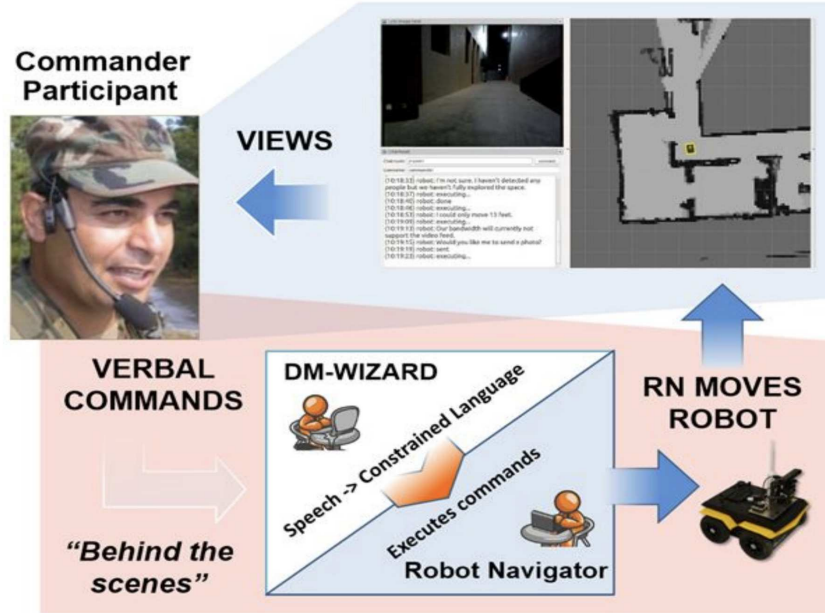 Commander
Participant
VIEWS
(10:18:33) robot: I'm not sure. I haven't detected any
people but we haven't fully explored the space.
(10:18:37) robot: executing...
(10:18:40) robot: done
(10:18:46) robot: executing...
(10:18:53) robot: I could only move 13 feet.
(10:19:09) robot: executing...
(10:19:13) robot: Our bandwidth will currently not
support the video feed.
(10:19:15) robot: Would you like me to send a photo?
(10:19:19) robot: sent
(10:19:23) robot: executing...
VERBAL
COMMANDS
DM-WIZARD
Speech -> Constrained Language
Executes commands
Robot Navigator
RN MOVES
ROBOT
“Behind the
scenes”